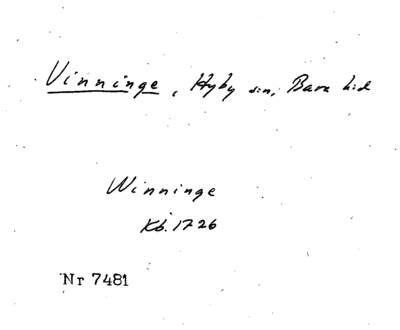 Vinninge, Hyby sn, Bara hd
Winninge
Kb. 1726
Nr 7481